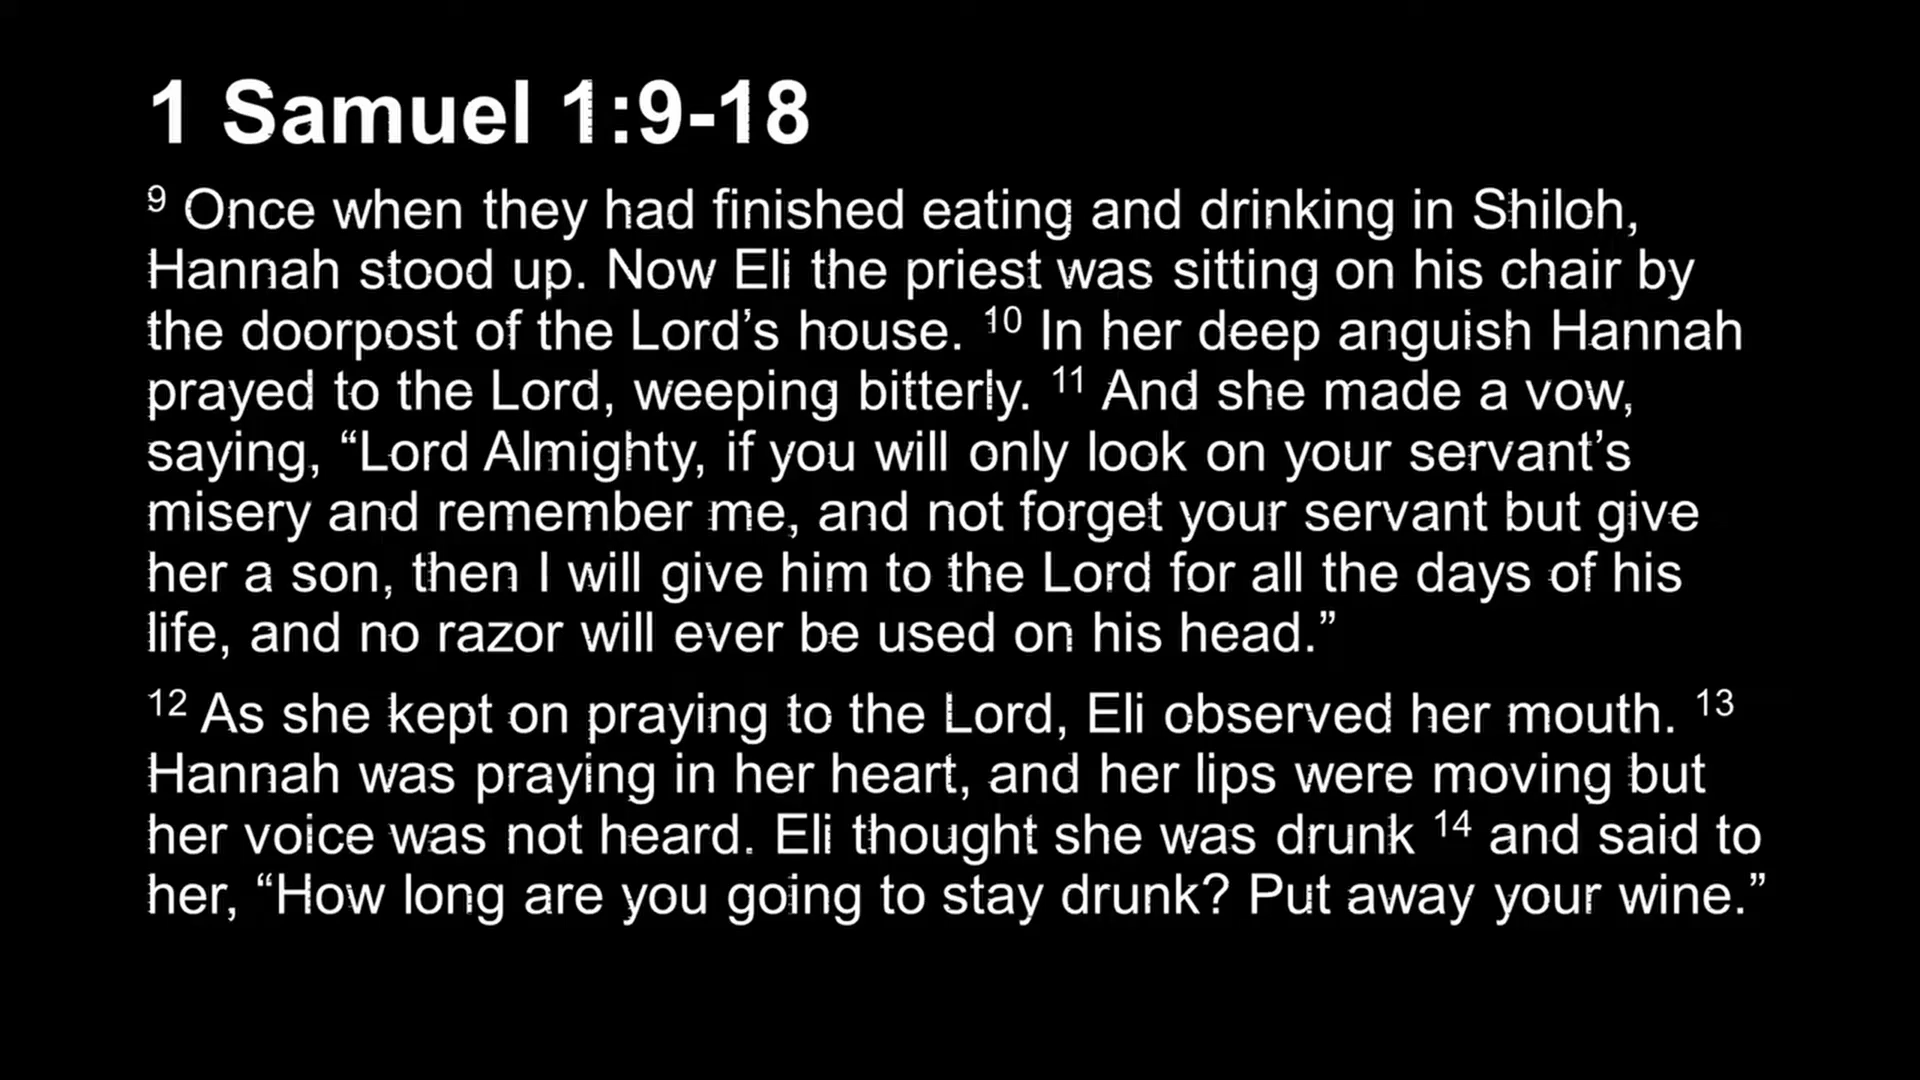 1 Samuel 1:9-18
9 Once when they had finished eating and drinking in Shiloh,
Hannah stood up. Now Eli the priest was sitting on his chair by
the doorpost of the Lord’s house. 10 In her deep anguish Hannah
prayed to the Lord, weeping bitterly. 11 And she made a vow,
saying, “Lord Almighty, if you will only look on your servant’s
misery and remember me, and not forget your servant but give
her a son, then I will give him to the Lord for all the days of his
life, and no razor will ever be used on his head.”
12 As she kept on praying to the Lord, Eli observed her mouth. 13
Hannah was praying in her heart, and her lips were moving but
her voice was not heard. Eli thought she was drunk 14 and said to
her, “How long are you going to stay drunk? Put away your wine.”